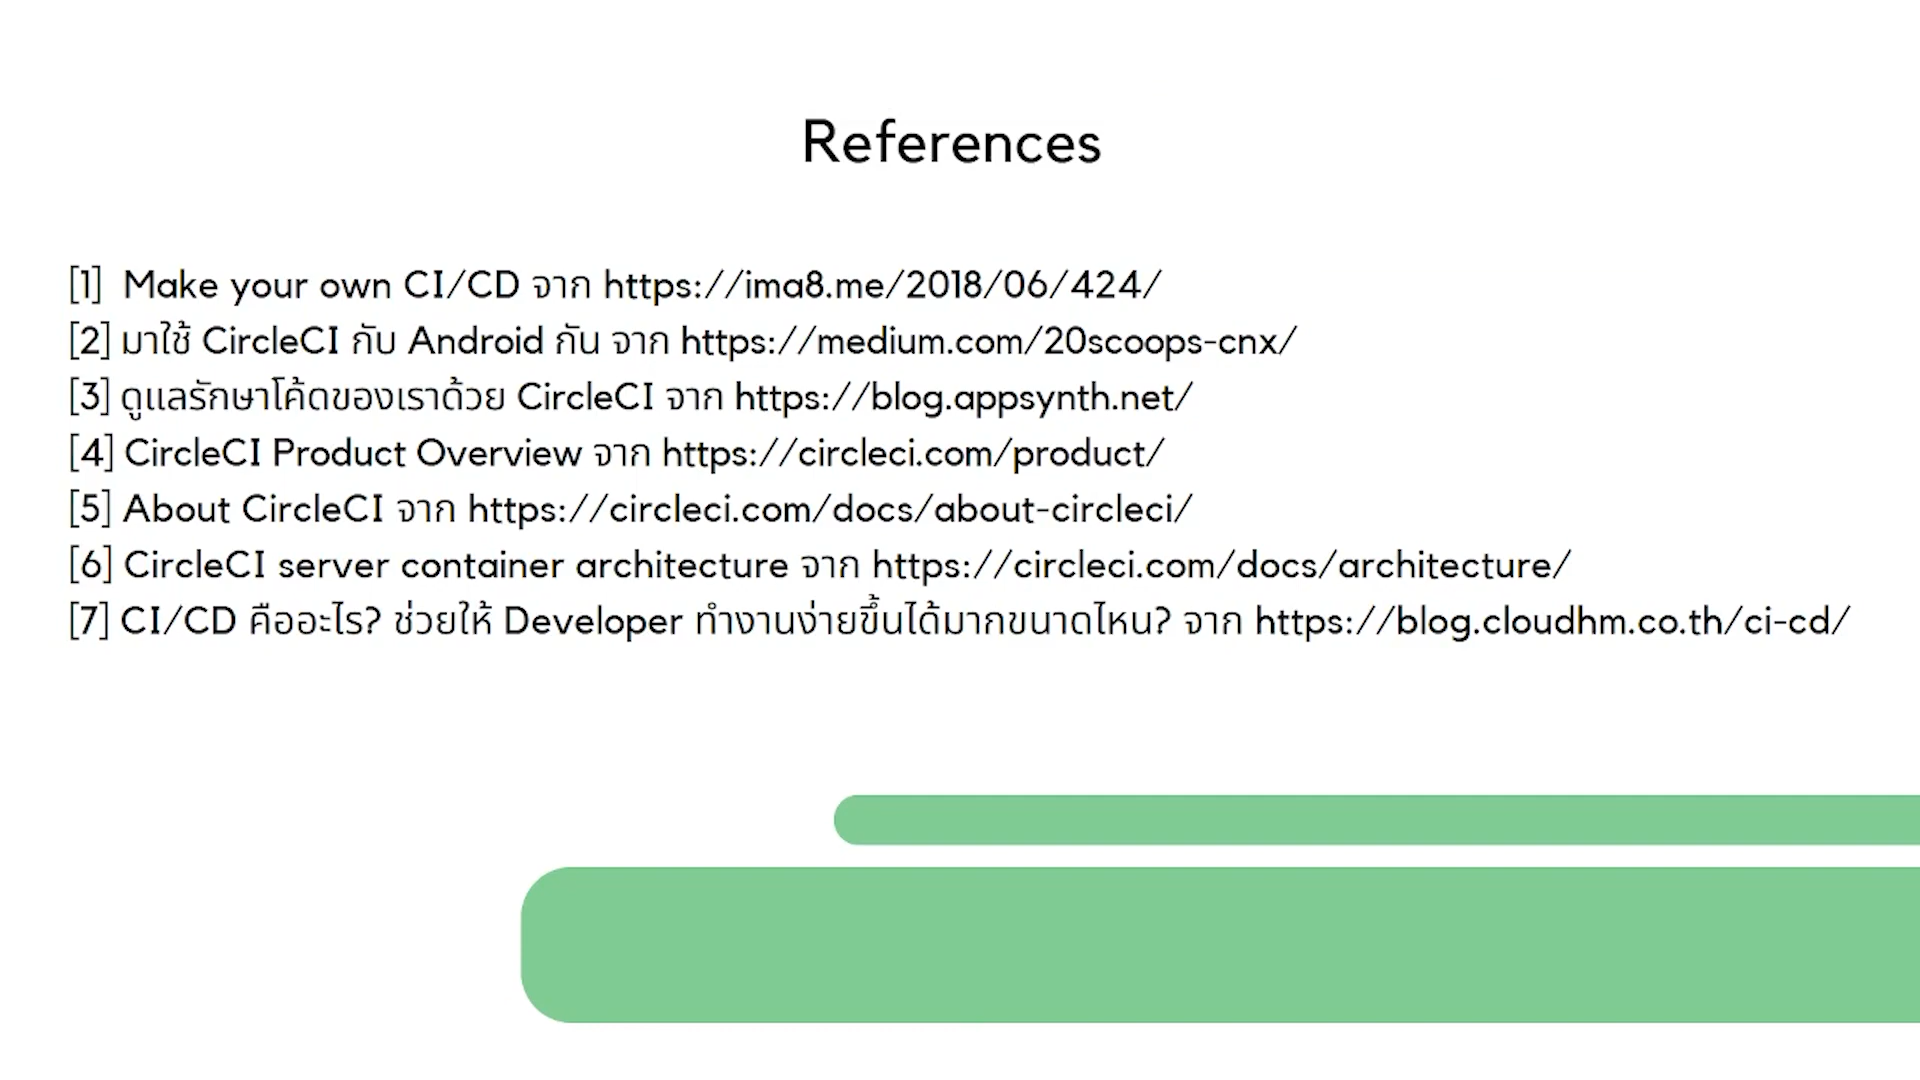 References
[1] Make your own CI/CD จาก https://ima8.me/2018/06/424/
[2] มาใช้ CircleCI กับ Android กัน จาก https://medium.com/20scoops-cnx/
[3] ดูแลรักษาโค้ดของเราด้วย CircleCI จาก https://blog.appsynth.net/
[4] CircleCI Product Overview จาก https://circleci.com/product/
[5] About CircleCI จาก https://circleci.com/docs/about-circleci/
[6] CircleCI server container architecture จาก https://circleci.com/docs/architecture/
[7] CI/CD คืออะไร? ช่วยให้ Developer ทำงานง่ายขึ้นได้มากขนาดไหน? จาก https://blog.cloudhm.co.th/ci-cd/